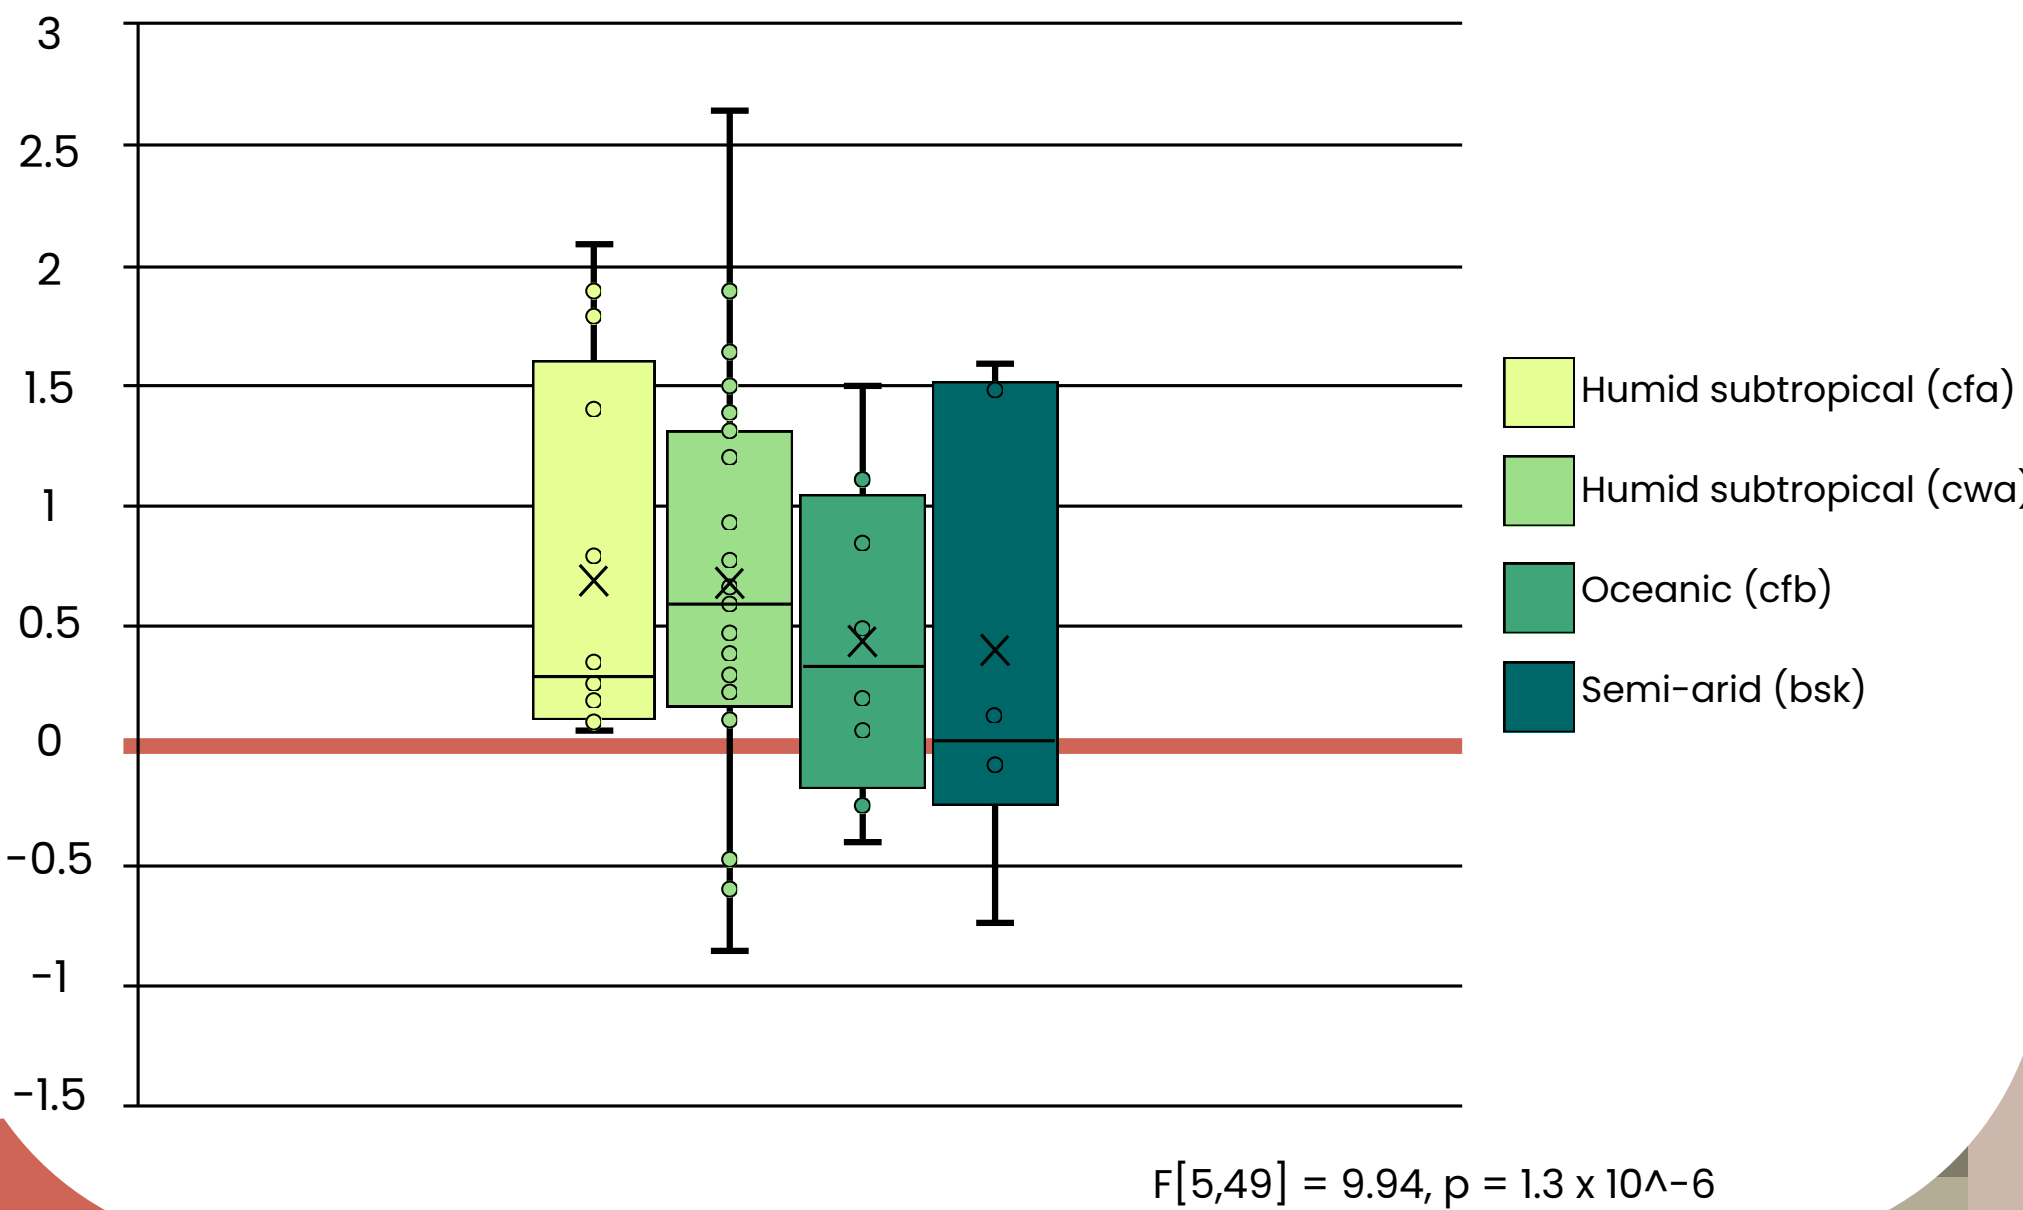 3
2.5
2
1.5
1
0.5
0
-0.5
-1
-1.5
Humid subtropical (cfa)
Humid subtropical (cwa)
Oceanic (cfb)
Semi-arid (bsk)
F[5,49] = 9.94, p = 1.3 x 10^-6